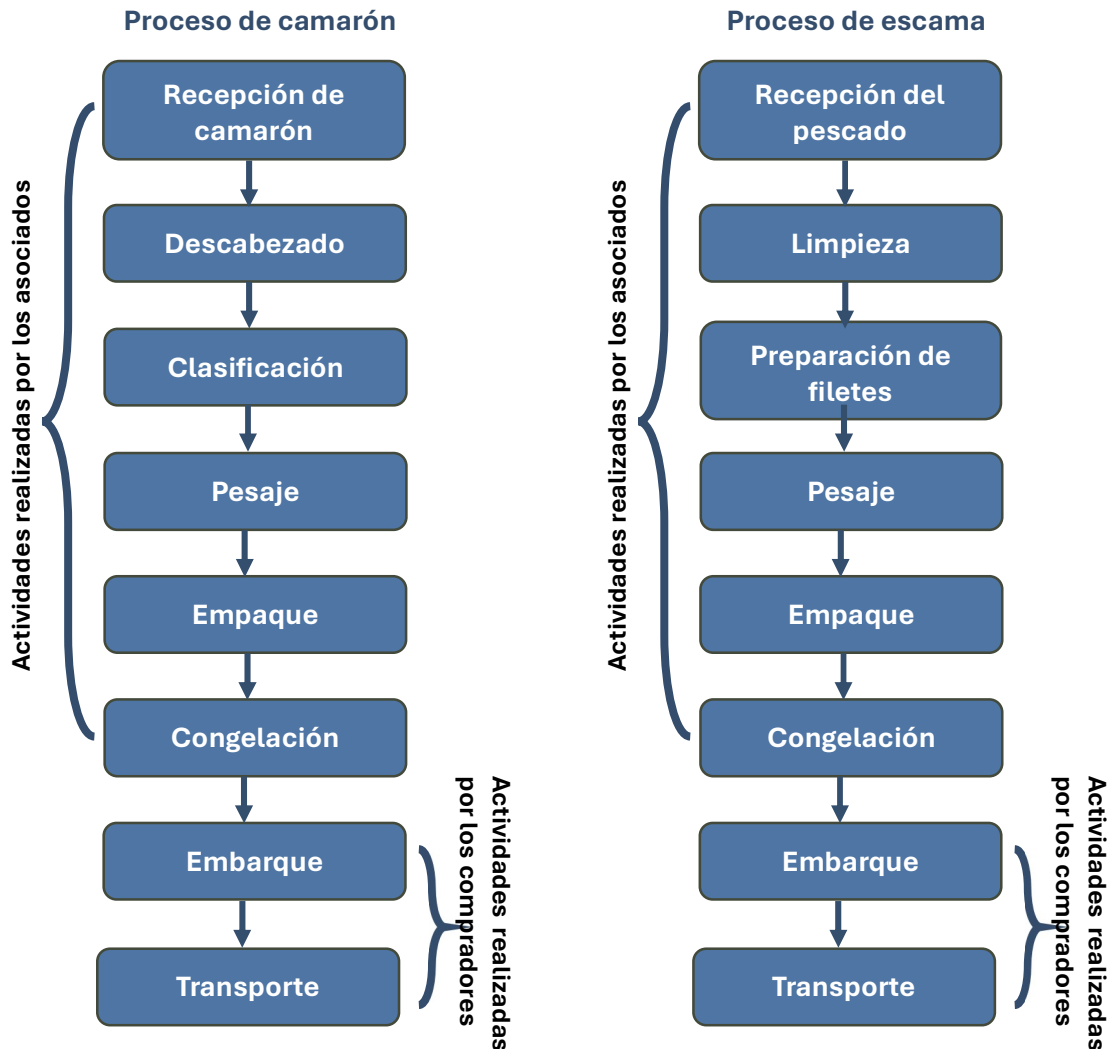 Proceso de camarón
Actividades realizadas por los asociados
Recepción de
camarón
Descabezado
Clasificación
Pesaje
Empaque
Congelación
Embarque
Transporte
Actividades realizadas
por los compradores
Proceso de escama
Actividades realizadas por los asociados
Recepción del
pescado
Limpieza
Preparación de
filetes
Pesaje
Empaque
Congelación
Embarque
Transporte
Actividades realizadas
por los compradores